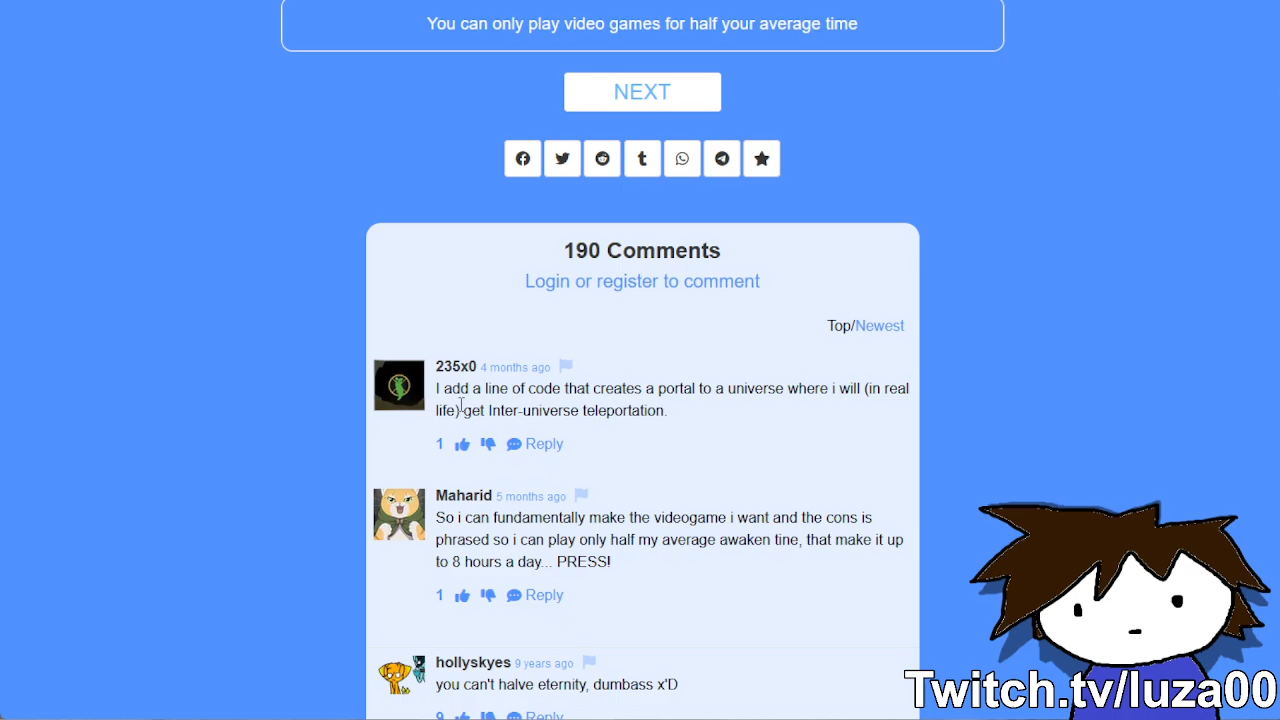 You can only play video games for half your average time
NEXT
190 Comments
Login or register to comment
Top/Newest
235x0 4 months ago
I add a line of code that creates a portal to a universe where i will (in real
life) get Inter-universe teleportation.
1 Reply
Maharid 5 months ago
So i can fundamentally make the videogame i want and the cons is
phrased so i can play only half my average awaken tine, that make it up
to 8 hours a day... PRESS!
1 Reply
hollyskyes 9 years ago
you can't halve eternity, dumbass x'D
9 Reply
Twitch.tv/luza00